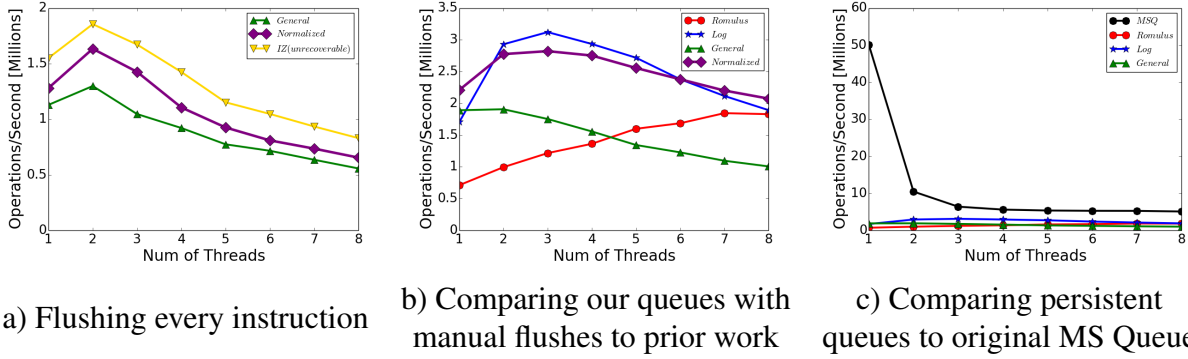 Operations/Second [Millions]
2
1.5
1
0.5
0
1 2 3 4 5 6 7 8
Num of Threads
General
Normalized
IZ(unrecoverable)
Operations/Second [Millions]
3.5
3
2.5
2
1.5
1
0.5
0
1 2 3 4 5 6 7 8
Num of Threads
Romulus
Log
General
Normalized
Operations/Second [Millions]
60
50
40
30
20
10
0
1 2 3 4 5 6 7 8
Num of Threads
MSQ
Romulus
Log
General
a) Flushing every instruction
b) Comparing our queues with
manual flushes to prior work
c) Comparing persistent
queues to original MS Queue